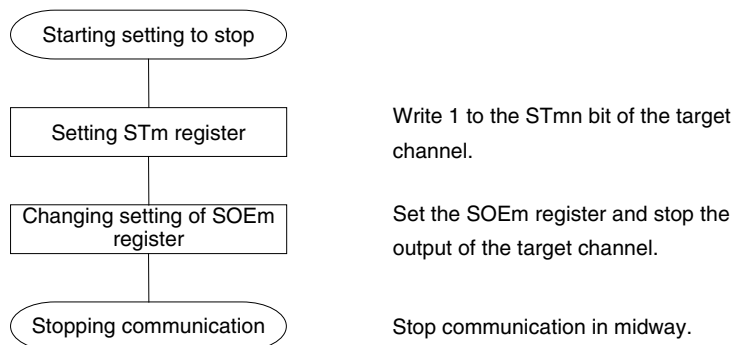 Starting setting to stop
Setting STm register
Write 1 to the STmn bit of the target
channel.
Changing setting of SOEm
register
Set the SOEm register and stop the
output of the target channel.
Stopping communication
Stop communication in midway.